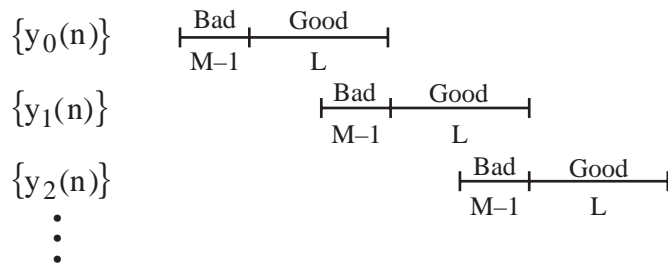 Bad Good
{y0(n)}
M–1 L
Bad Good
{y1(n)}
M–1 L
Bad Good
{y2(n)}
M–1 L